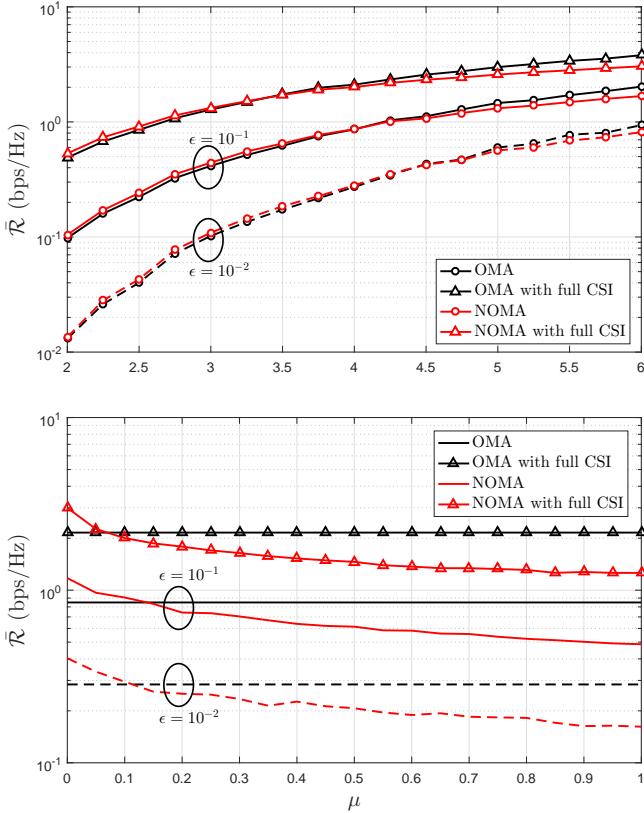 10^1
10^0
10^{-1}
10^{-2}
R̄ (bps/Hz)
ϵ = 10^{-1}
ϵ = 10^{-2}
OMA
OMA with full CSI
NOMA
NOMA with full CSI
2 2.5 3 3.5 4 4.5 5 5.5 6
10^1
10^0
10^{-1}
R̄ (bps/Hz)
OMA
OMA with full CSI
NOMA
NOMA with full CSI
ϵ = 10^{-1}
ϵ = 10^{-2}
0 0.1 0.2 0.3 0.4 0.5 0.6 0.7 0.8 0.9 1
μ